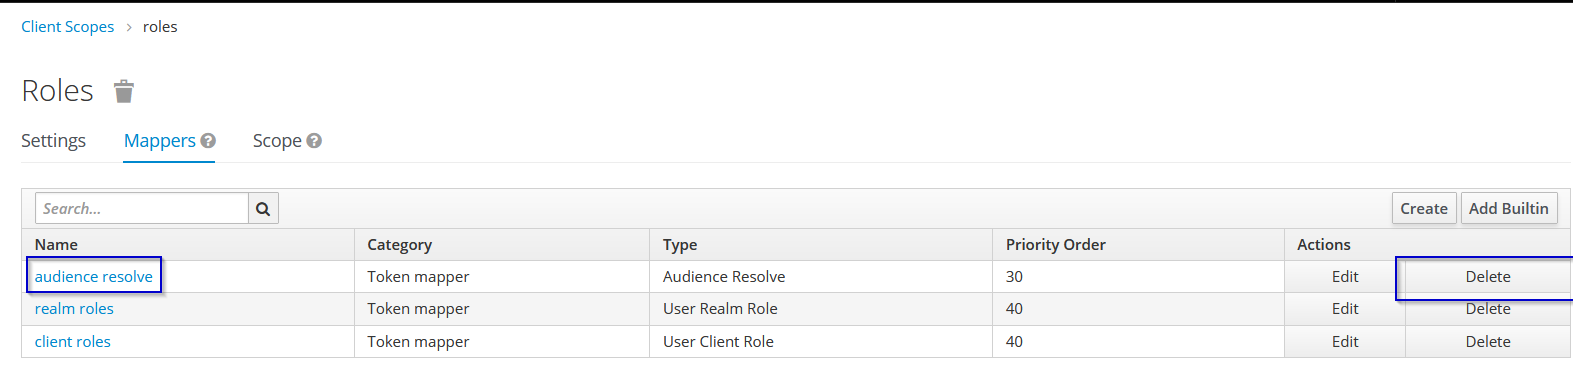 Client Scopes > roles
Roles
Settings Mappers ? Scope ?
Search... Create Add Builtin
Name Category Type Priority Order Actions
audience resolve Token mapper Audience Resolve 30 Edit Delete
realm roles Token mapper User Realm Role 40 Edit Delete
client roles Token mapper User Client Role 40 Edit Delete